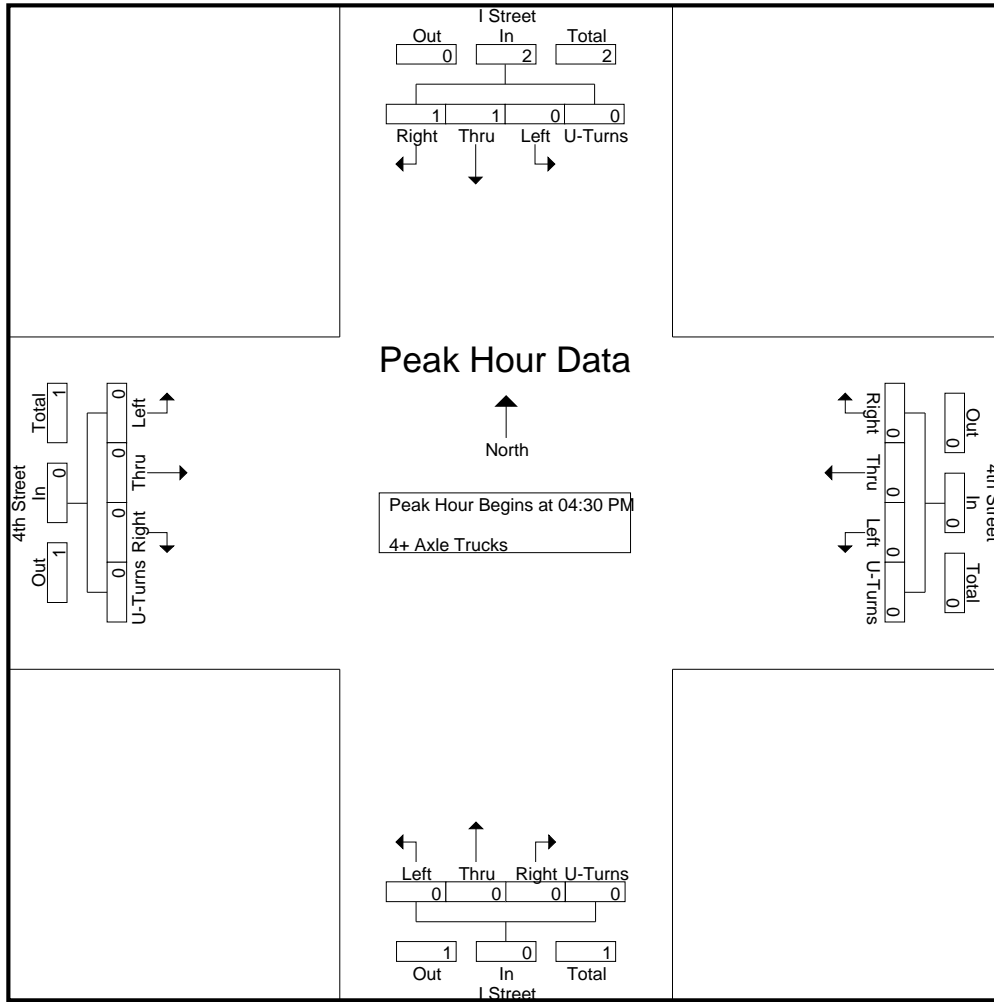 I Street
Out In Total
0 2 2
1 1 0 0
Right Thru Left U-Turns
Peak Hour Data
North
Peak Hour Begins at 04:30 PM
4+ Axle Trucks
4th Street
Total In Out
1 0 1
0 0 0 0
Left Thru Right U-Turns
Right Thru Left U-Turns
0 0 0 0
Out In Total
0 0 0
4th Street
Left Thru Right U-Turns
0 0 0 0
1 0 1
Out In Total
I Street